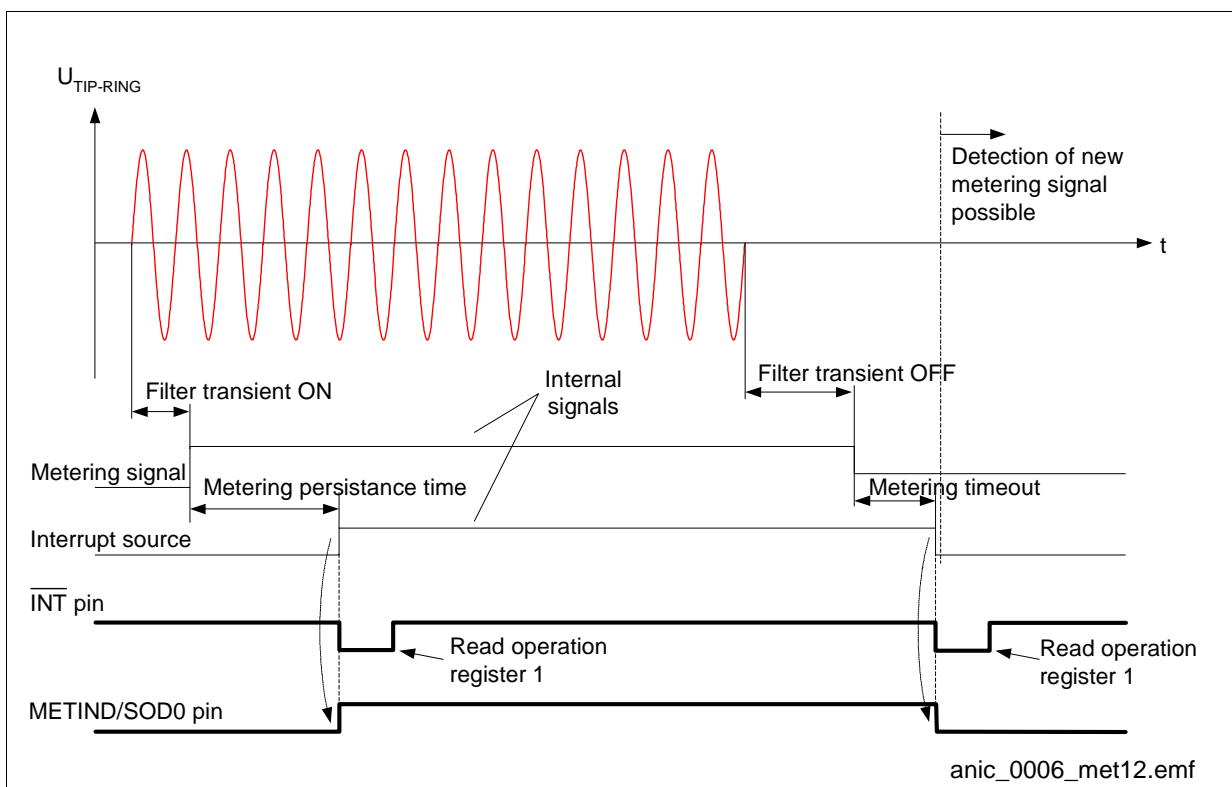 U_TIP-RING
Detection of new
metering signal
possible
t
Filter transient ON
Internal
signals
Filter transient OFF
Metering signal
Metering persistance time
Metering timeout
Interrupt source
INT pin
Read operation
register 1
Read operation
register 1
METIND/SOD0 pin
anic_0006_met12.emf